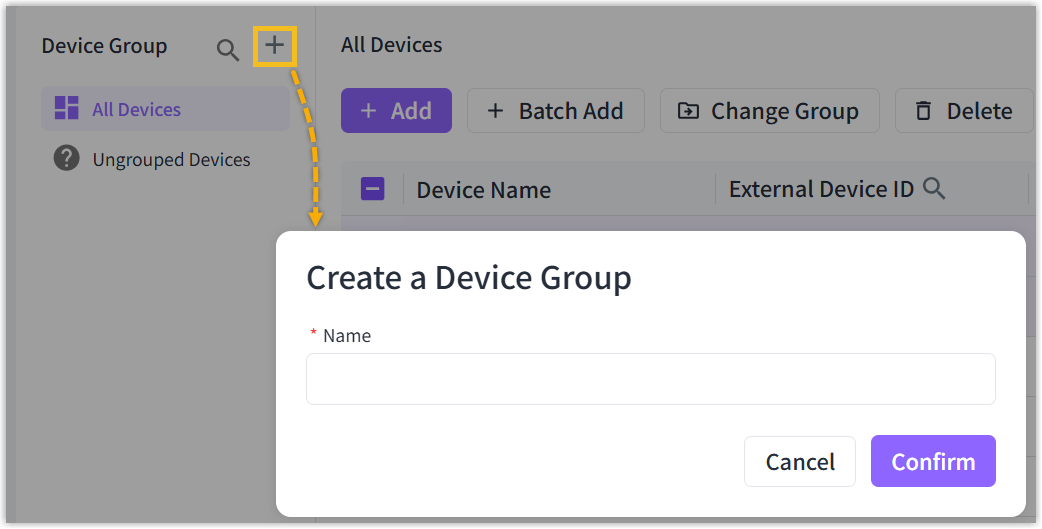 Device Group
All Devices
All Devices
Ungrouped Devices
+ Add
+ Batch Add
Change Group
Delete
Device Name
External Device ID
Create a Device Group
* Name
Cancel
Confirm